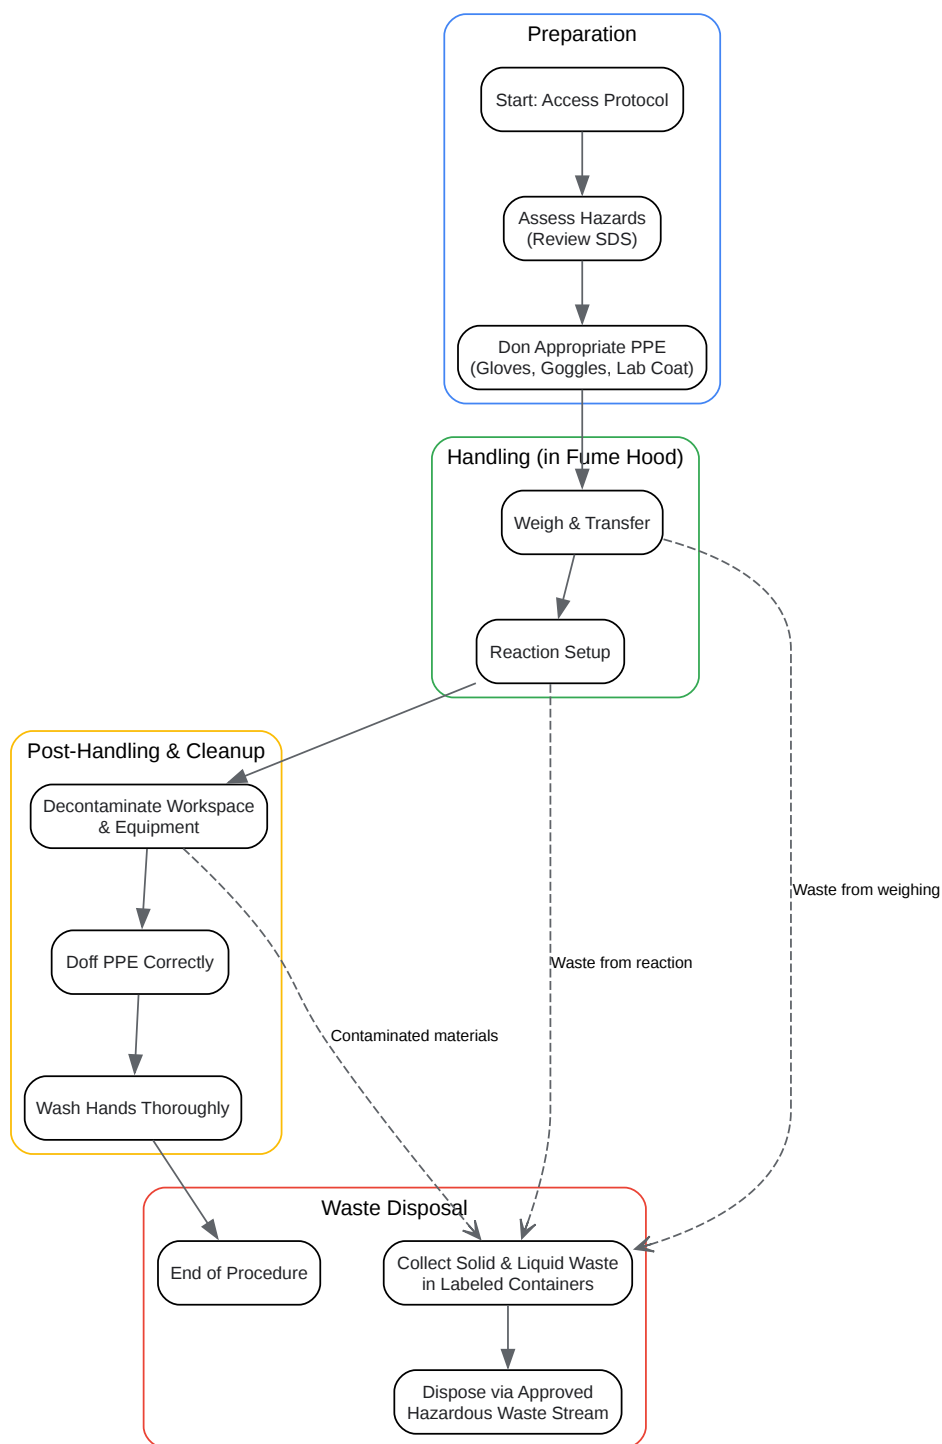 Preparation
Start: Access Protocol
Assess Hazards
(Review SDS)
Don Appropriate PPE
(Gloves, Goggles, Lab Coat)
Handling (in Fume Hood)
Weigh & Transfer
Reaction Setup
Post-Handling & Cleanup
Decontaminate Workspace
& Equipment
Waste from weighing
Doff PPE Correctly
Waste from reaction
Contaminated materials
Wash Hands Thoroughly
Waste Disposal
End of Procedure
Collect Solid & Liquid Waste
in Labeled Containers
Dispose via Approved
Hazardous Waste Stream